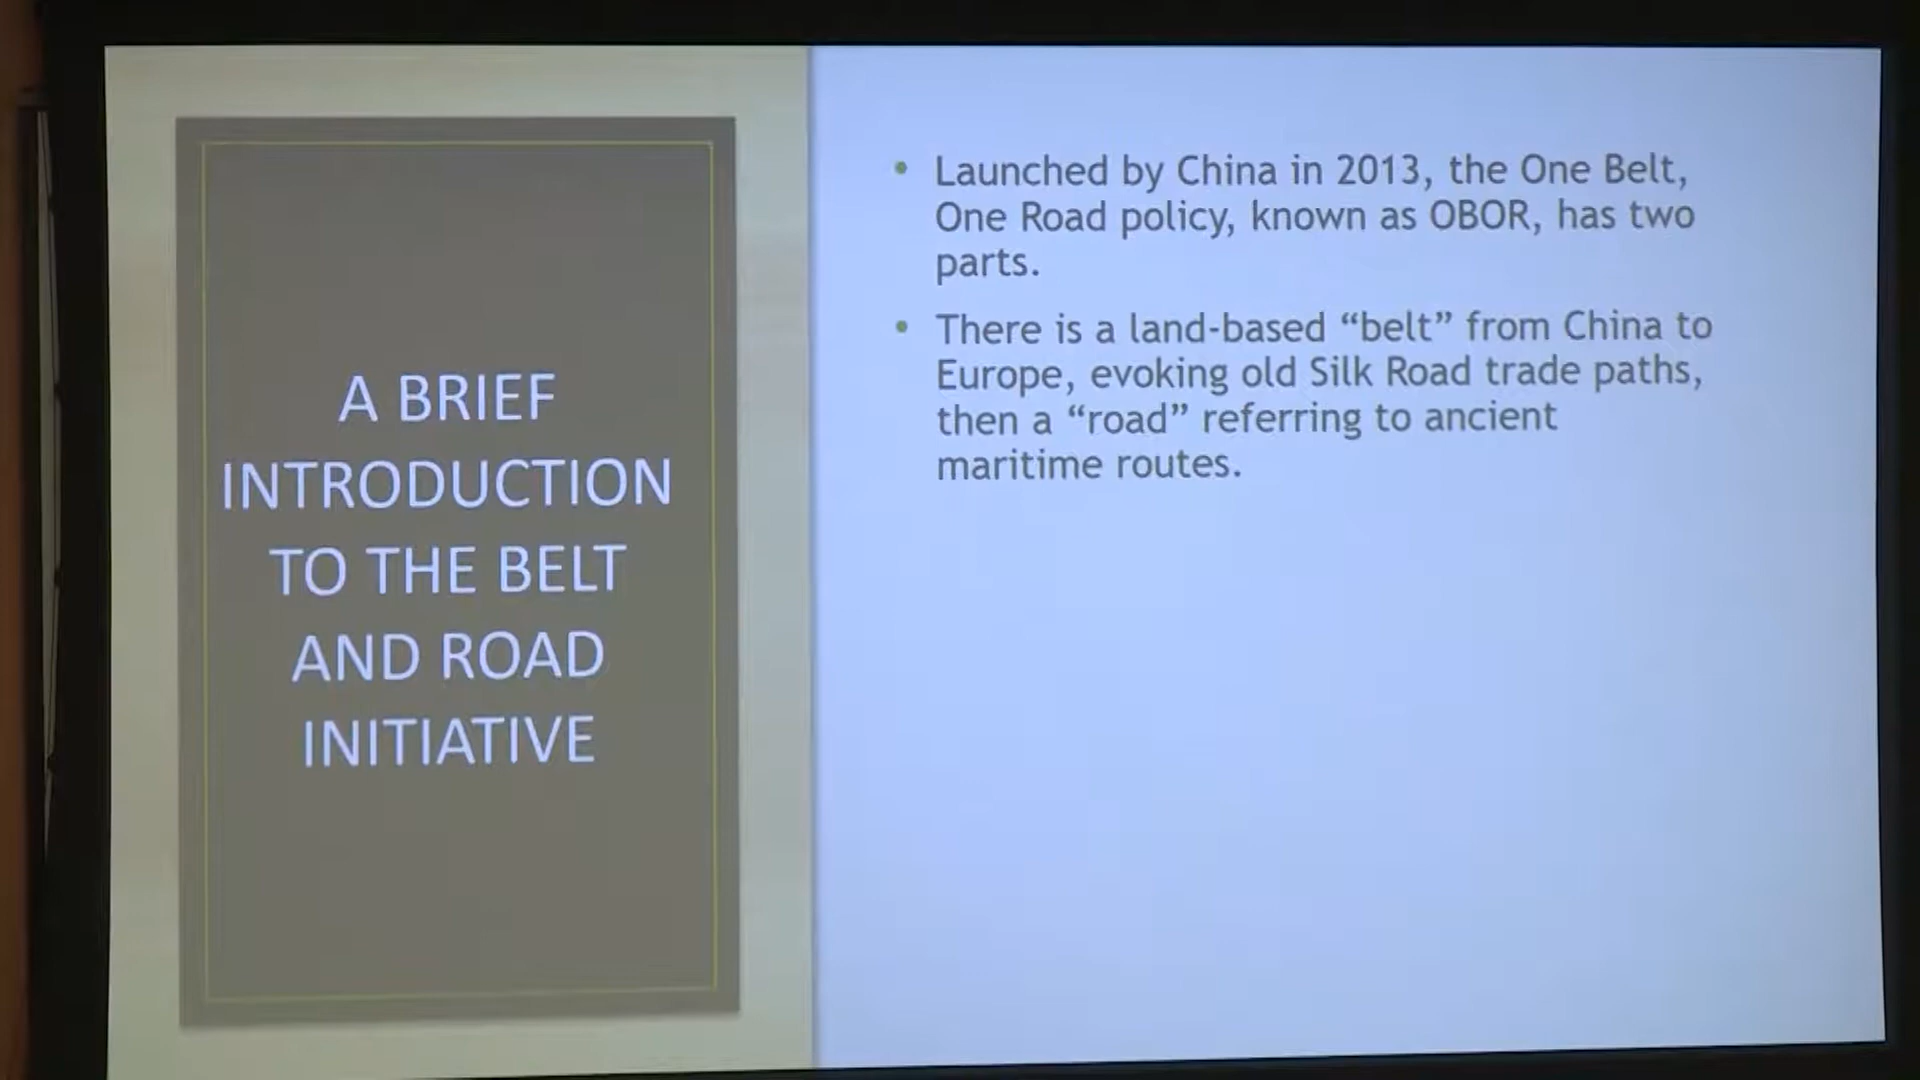 A BRIEF
INTRODUCTION
TO THE BELT
AND ROAD
INITIATIVE
• Launched by China in 2013, the One Belt,
One Road policy, known as OBOR, has two
parts.
• There is a land-based “belt” from China to
Europe, evoking old Silk Road trade paths,
then a “road” referring to ancient
maritime routes.